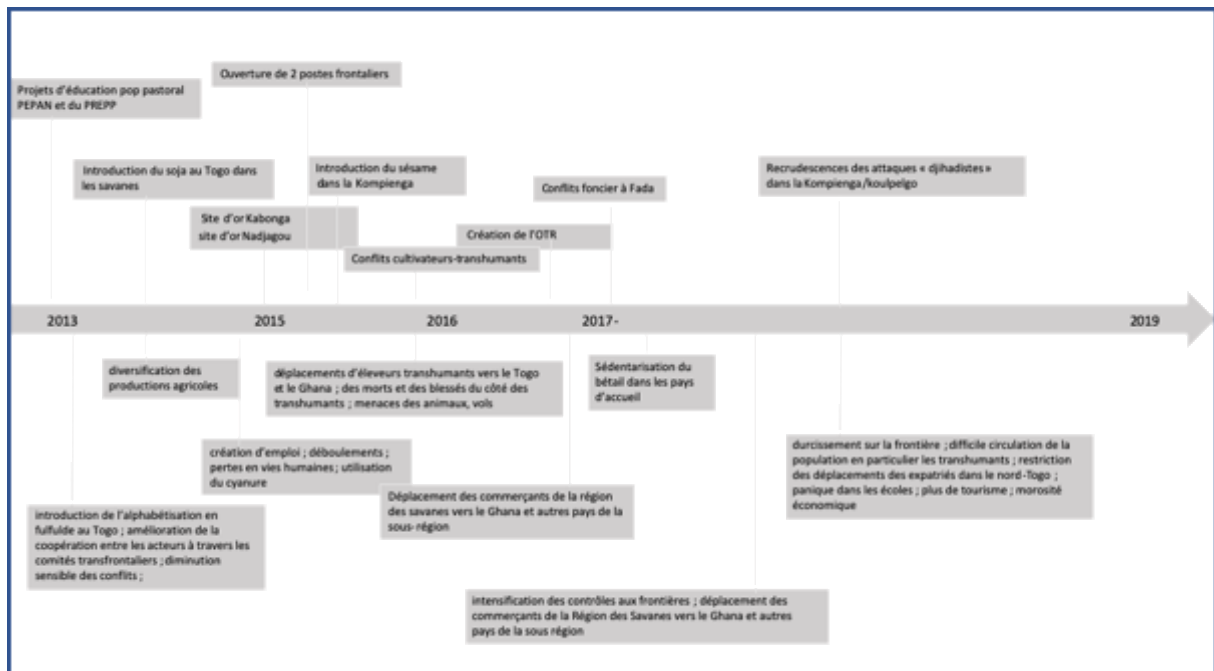 Ouverture de 2 postes frontaliers
Projets d'éducation pop pastoral
PEPAN et du PREPP
Introduction du soja au Togo dans
les savanes
Introduction du sésame
dans la Kompienga
Recrudescences des attaques « djihadistes »
dans la Kompienga/koulpelgo
Conflits foncier à Fada
Site d'or Kabonga
site d'or Nadjagou
Création de l'OTR
Conflits cultivateurs-transhumants
2013
2015
2016
2017-
2019
diversification des
productions agricoles
déplacements d'éleveurs transhumants vers le Togo
et le Ghana ; des morts et des blessés du côté des
transhumants ; menaces des animaux, vols
Sédentarisation du
bétail dans les pays
d'accueil
création d'emploi ; déboulements ;
pertes en vies humaines ; utilisation
du cyanure
durcissement sur la frontière ; difficile circulation de la
population en particulier les transhumants ; restriction
des déplacements des expatriés dans le nord-Togo ;
panique dans les écoles ; plus de tourisme ; morosité
économique
Déplacement des commerçants de la région
des savanes vers le Ghana et autres pays de la
sous-région
introduction de l'alphabétisation en
fulfulde au Togo ; amélioration de la
coopération entre les acteurs à travers les
comités transfrontaliers ; diminution
sensible des conflits ;
intensification des contrôles aux frontières ; déplacement des
commerçants de la Région des Savanes vers le Ghana et autres
pays de la sous région